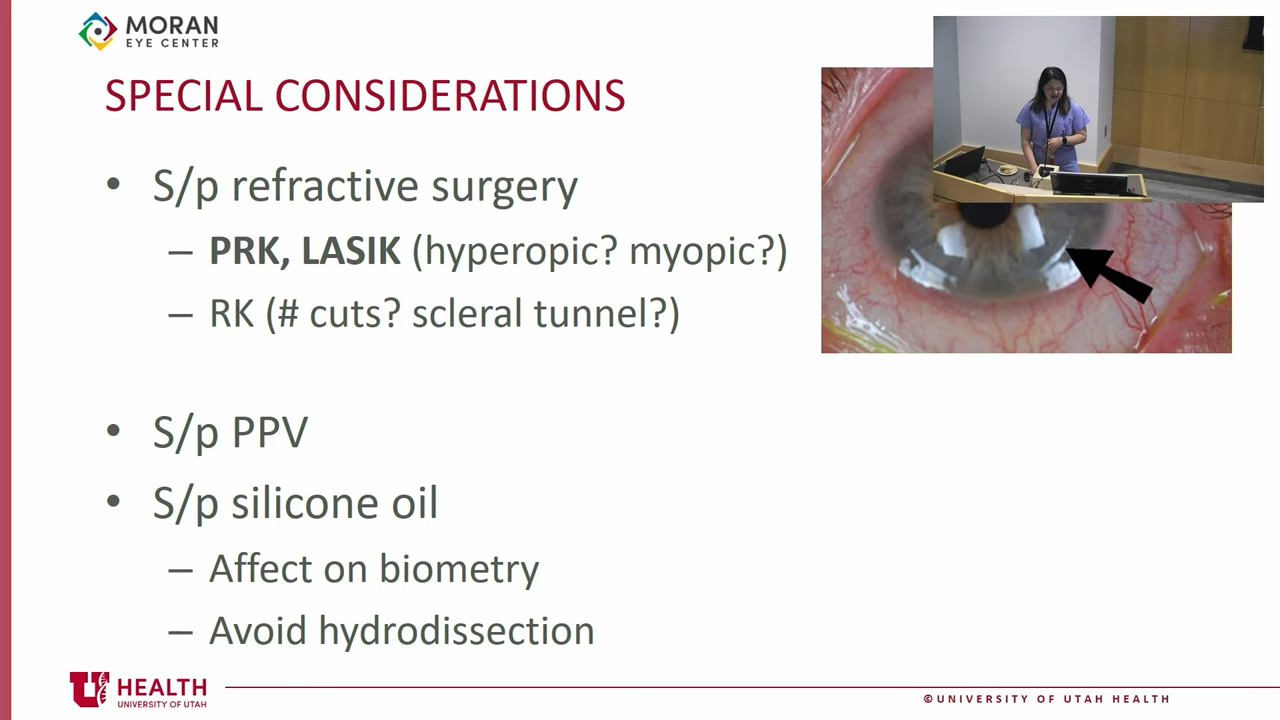 MORAN
EYE CENTER
SPECIAL CONSIDERATIONS
• S/p refractive surgery
– PRK, LASIK (hyperopic? myopic?)
– RK (# cuts? scleral tunnel?)
• S/p PPV
• S/p silicone oil
– Affect on biometry
– Avoid hydrodissection
U HEALTH
UNIVERSITY OF UTAH
©UNIVERSITY OF UTAH HEALTH